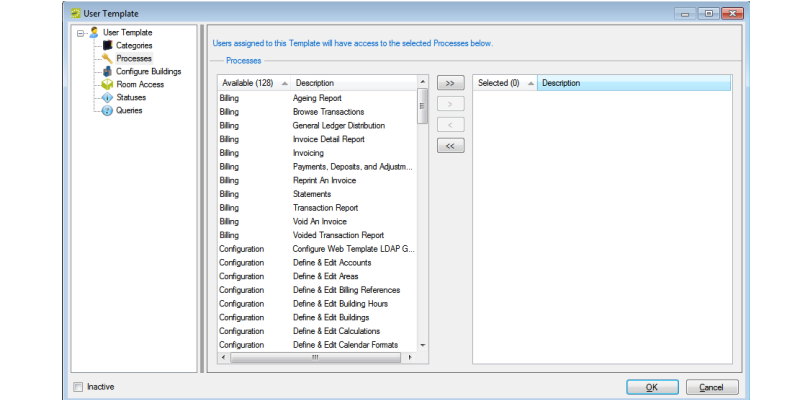 User Template
User Template
Categories
Processes
Configure Buildings
Room Access
Statuses
Queries
Users assigned to this Template will have access to the selected Processes below.
Processes
Available (128) Description
Billing Ageing Report
Billing Browse Transactions
Billing General Ledger Distribution
Billing Invoice Detail Report
Billing Invoicing
Billing Payments, Deposits, and Adjustm...
Billing Reprint An Invoice
Billing Statements
Billing Transaction Report
Billing Void An Invoice
Billing Voided Transaction Report
Configuration Configure Web Template LDAP G...
Configuration Define & Edit Accounts
Configuration Define & Edit Areas
Configuration Define & Edit Billing References
Configuration Define & Edit Building Hours
Configuration Define & Edit Buildings
Configuration Define & Edit Calculations
Configuration Define & Edit Calendar Formats
>>
>
<
<<
Selected (0) Description
Inactive
OK Cancel